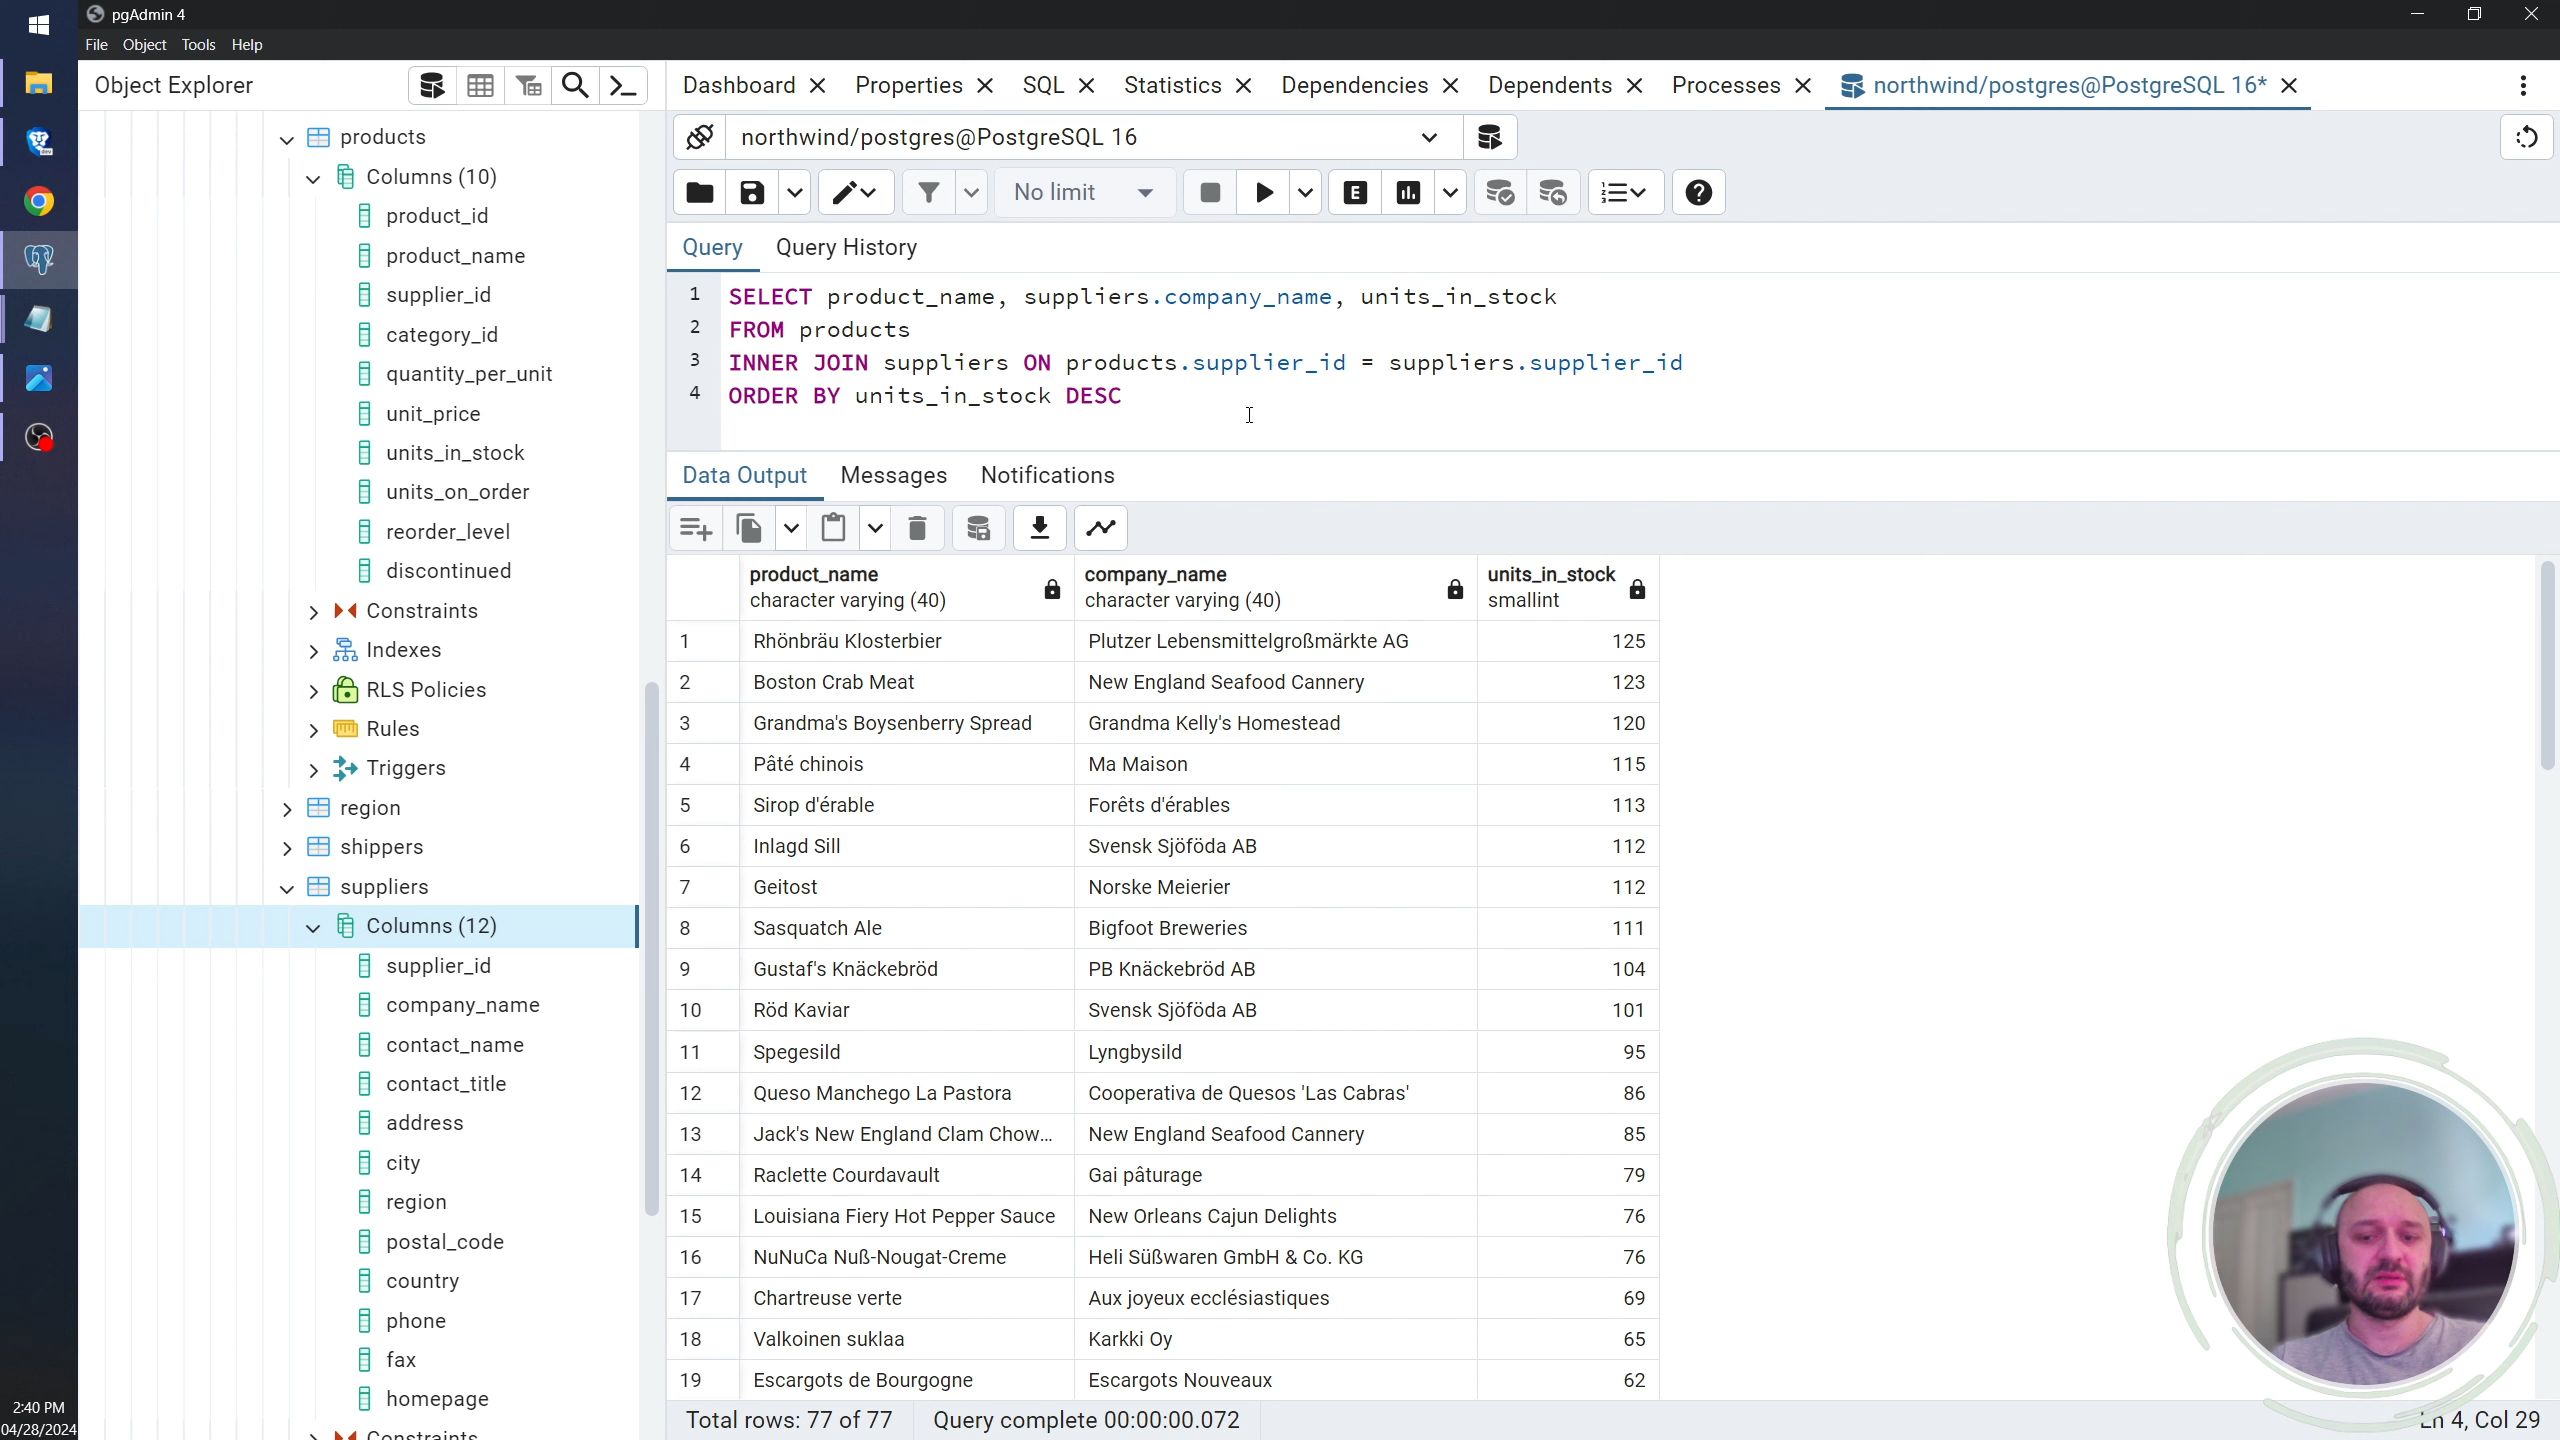 pgAdmin 4
File Object Tools Help
Object Explorer
Dashboard Properties SQL Statistics Dependencies Dependents Processes northwind/postgres@PostgreSQL 16*
products
Columns (10)
product_id
product_name
supplier_id
category_id
quantity_per_unit
unit_price
units_in_stock
units_on_order
reorder_level
discontinued
Constraints
Indexes
RLS Policies
Rules
Triggers
region
shippers
suppliers
Columns (12)
supplier_id
company_name
contact_name
contact_title
address
city
region
postal_code
country
phone
fax
homepage
Constraints
northwind/postgres@PostgreSQL 16
No limit
Query Query History
1 SELECT product_name, suppliers.company_name, units_in_stock
2 FROM products
3 INNER JOIN suppliers ON products.supplier_id = suppliers.supplier_id
4 ORDER BY units_in_stock DESC
Data Output Messages Notifications
product_name company_name units_in_stock
character varying (40) character varying (40) smallint
1 Rhönbräu Klosterbier Plutzer Lebensmittelgroßmärkte AG 125
2 Boston Crab Meat New England Seafood Cannery 123
3 Grandma's Boysenberry Spread Grandma Kelly's Homestead 120
4 Pâté chinois Ma Maison 115
5 Sirop d'érable Forêts d'érables 113
6 Inlagd Sill Svensk Sjöföda AB 112
7 Geitost Norske Meierier 112
8 Sasquatch Ale Bigfoot Breweries 111
9 Gustaf's Knäckebröd PB Knäckebröd AB 104
10 Röd Kaviar Svensk Sjöföda AB 101
11 Spegesild Lyngbysild 95
12 Queso Manchego La Pastora Cooperativa de Quesos 'Las Cabras' 86
13 Jack's New England Clam Chow... New England Seafood Cannery 85
14 Raclette Courdavault Gai pâturage 79
15 Louisiana Fiery Hot Pepper Sauce New Orleans Cajun Delights 76
16 NuNuCa Nuß-Nougat-Creme Heli Süßwaren GmbH & Co. KG 76
17 Chartreuse verte Aux joyeux ecclésiastiques 69
18 Valkoinen suklaa Karkki Oy 65
19 Escargots de Bourgogne Escargots Nouveaux 62
Total rows: 77 of 77 Query complete 00:00:00.072 Ln 4, Col 29
2:40 PM
04/28/2024